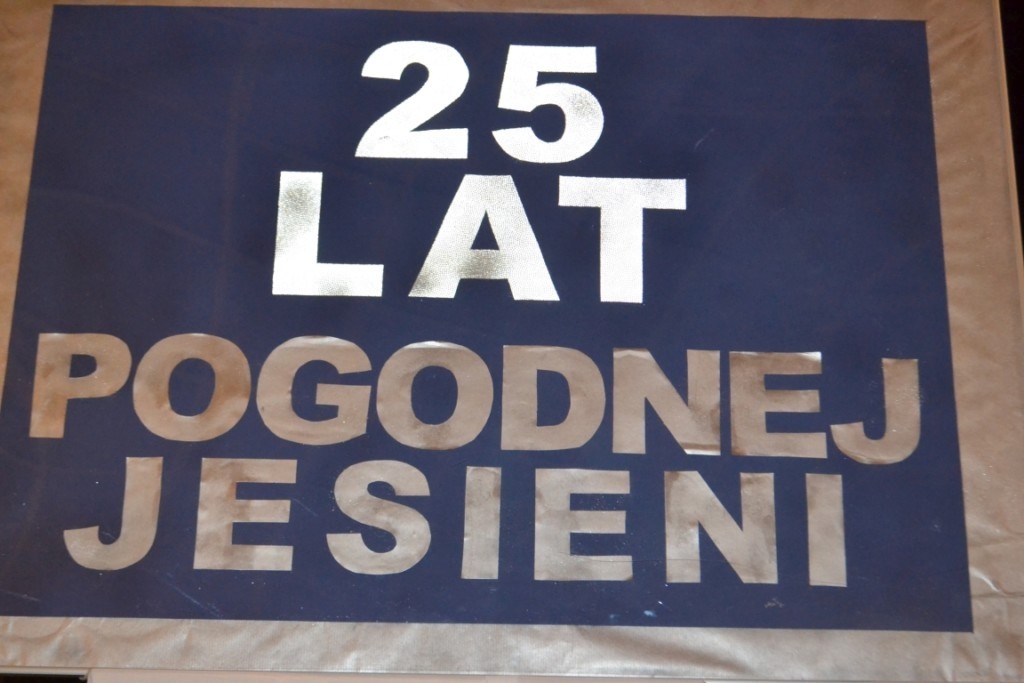 25
LAT
POGODNEJ
JESIENI